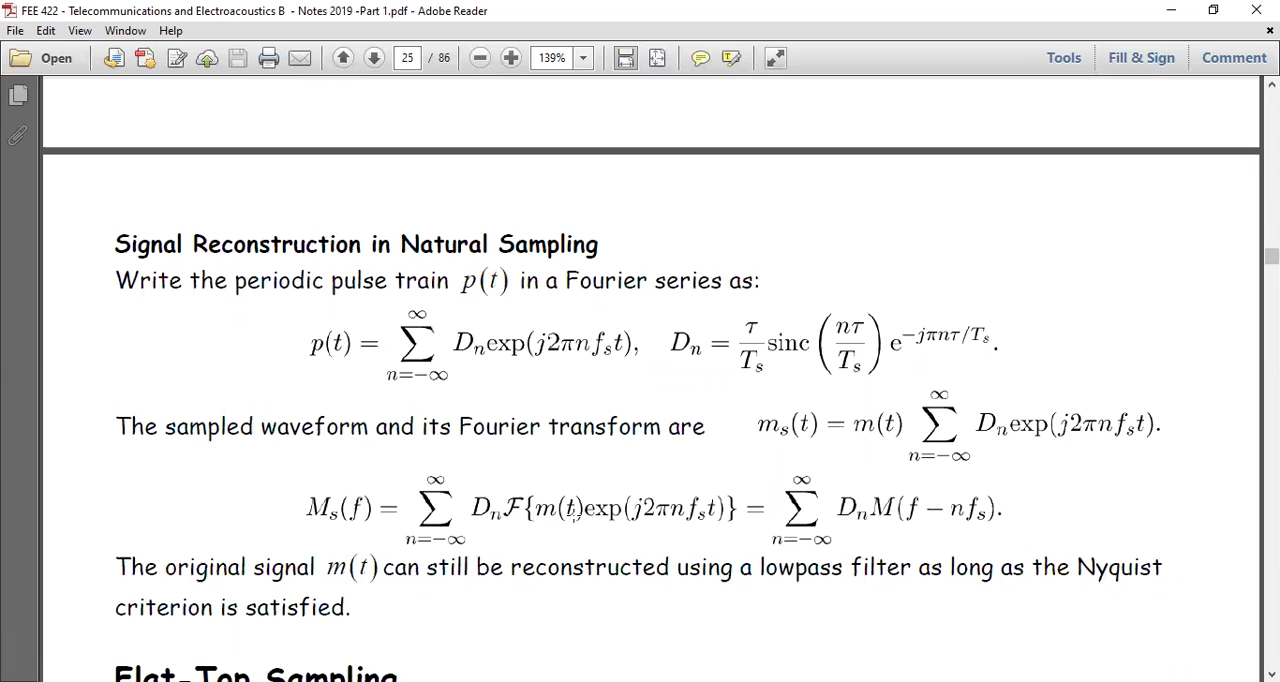 FEE 422 - Telecommunications and Electroacoustics B - Notes 2019 -Part 1.pdf - Adobe Reader
File Edit View Window Help
Open 25 / 86 139% Tools Fill & Sign Comment
Signal Reconstruction in Natural Sampling
Write the periodic pulse train p(t) in a Fourier series as:
p(t) = ∑_{n=−∞}^{∞} D_n exp(j2πnf_s t), D_n = τ/T_s sinc(nτ/T_s) e^{−jπnτ/T_s}.
The sampled waveform and its Fourier transform are m_s(t) = m(t) ∑_{n=−∞}^{∞} D_n exp(j2πnf_s t).
M_s(f) = ∑_{n=−∞}^{∞} D_n ℱ{m(t)exp(j2πnf_s t)} = ∑_{n=−∞}^{∞} D_n M(f − nf_s).
The original signal m(t) can still be reconstructed using a lowpass filter as long as the Nyquist
criterion is satisfied.
Flat-Top Sampling